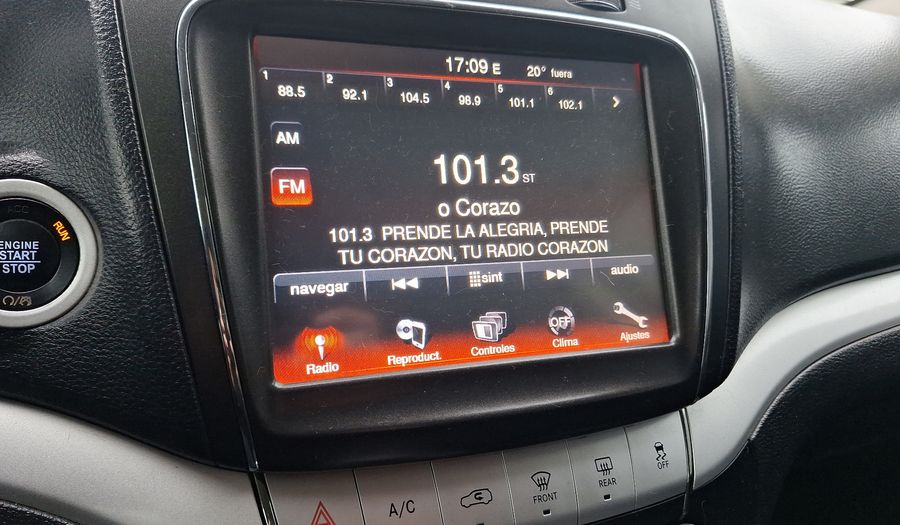 17:09 E 20° fuera
1 2 3 4 5 6
88.5 92.1 104.5 98.9 101.1 102.1
AM
FM
101.3 ST
o Corazo
101.3 PRENDE LA ALEGRIA, PRENDE
TU CORAZON, TU RADIO CORAZON
navegar sint audio
Radio Reproduct. Controles Clima Ajustes
OFF
ACC
RUN
ENGINE
START
STOP
A/C
FRONT
REAR
OFF